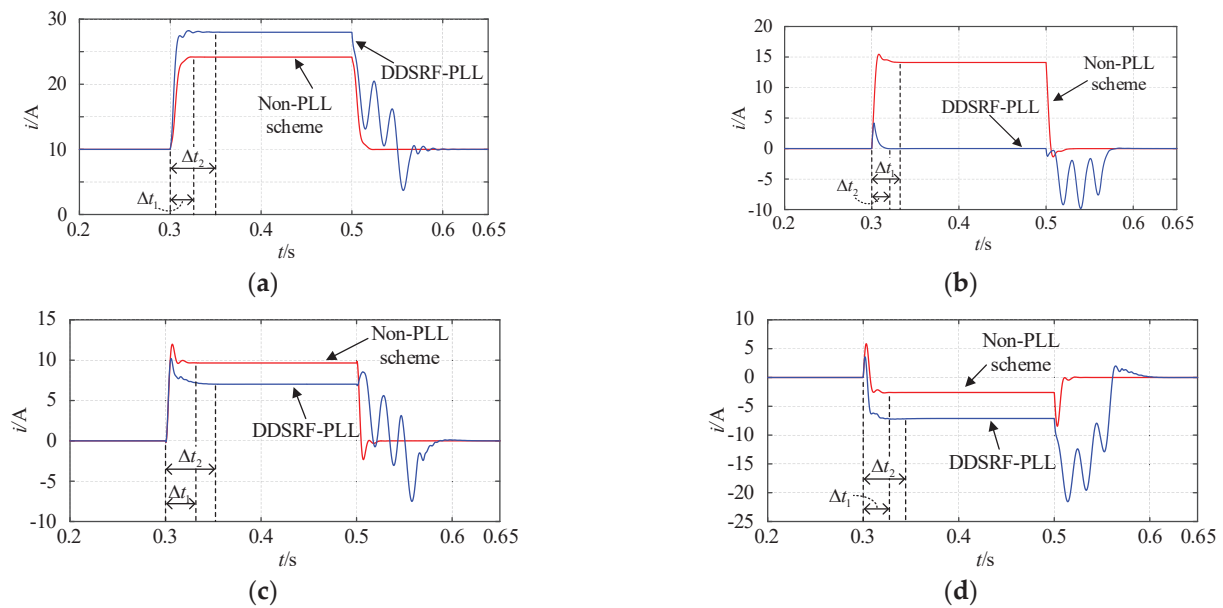 30
20
10
0
i/A
DDSRF-PLL
Non-PLL
scheme
Δt₂
Δt₁
0.2
0.3
0.4
0.5
0.65
t/s
(a)
20
15
10
5
0
-5
-10
i/A
Non-PLL
scheme
DDSRF-PLL
Δt₁
Δt₂
0.2
0.3
0.4
0.5
0.65
t/s
(b)
15
10
5
0
-5
-10
i/A
Non-PLL
scheme
DDSRF-PLL
Δt₂
Δt₁
0.2
0.3
0.4
0.5
0.6
0.65
t/s
(c)
10
5
0
-5
-10
-15
-20
-25
i/A
Non-PLL
scheme
DDSRF-PLL
Δt₂
Δt₁
0.2
0.3
0.4
0.5
0.6
0.65
t/s
(d)